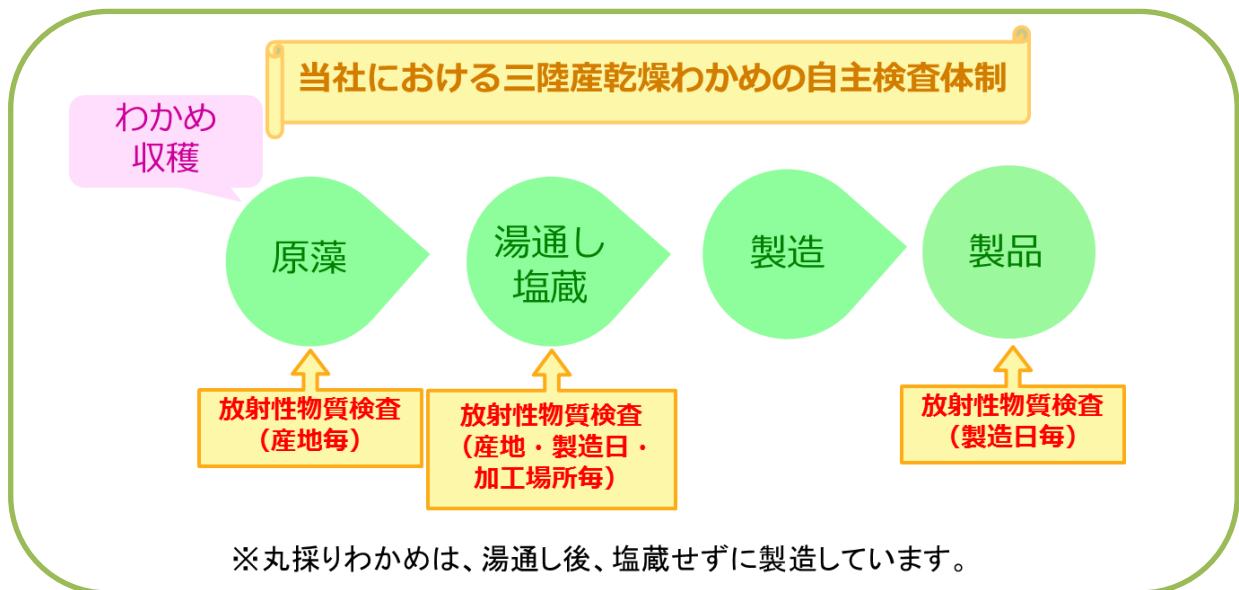 当社における三陸産乾燥わかめの自主検査体制
わかめ
収穫
原藻
湯通し
塩蔵
製造
製品
放射性物質検査
（産地毎）
放射性物質検査
（産地・製造日・
加工場所毎）
放射性物質検査
（製造日毎）
※丸採りわかめは、湯通し後、塩蔵せずに製造しています。